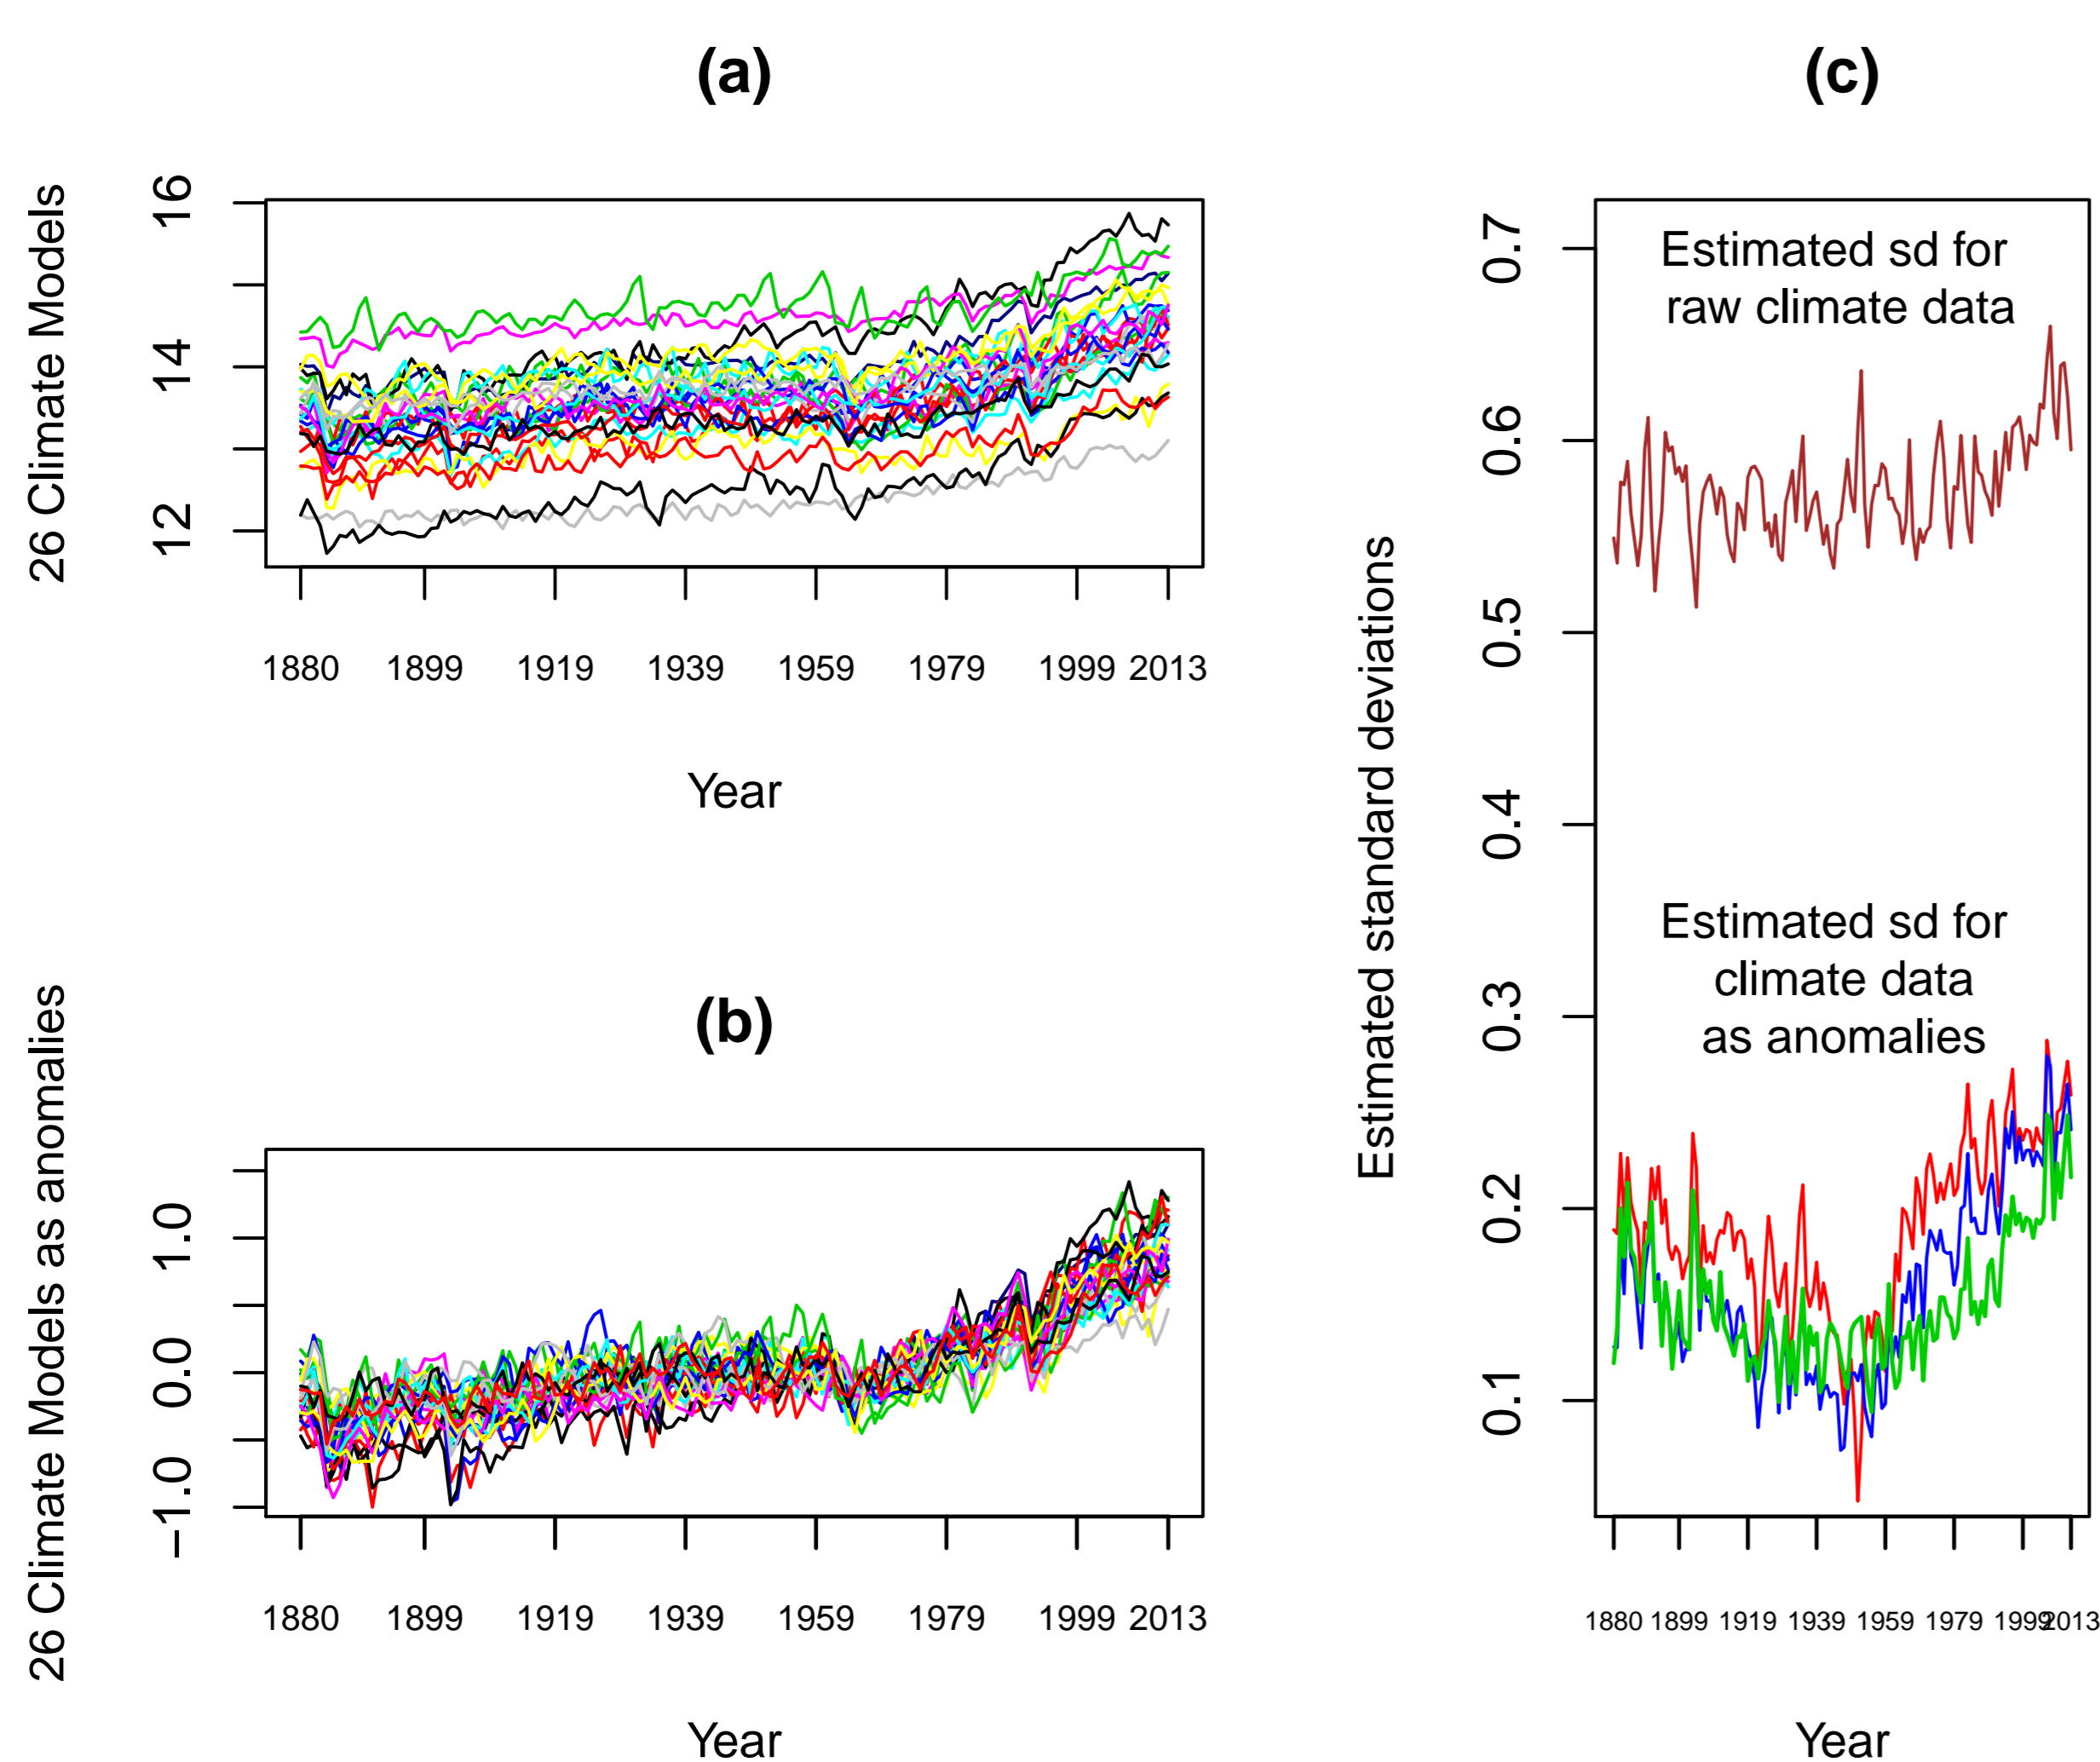 (a)
26 Climate Models
16
14
12
1880 1899 1919 1939 1959 1979 1999 2013
Year
(b)
26 Climate Models as anomalies
1.0
0.0
−1.0
1880 1899 1919 1939 1959 1979 1999 2013
Year
(c)
Estimated standard deviations
0.7
0.6
0.5
0.4
0.3
0.2
0.1
Estimated sd for
raw climate data
Estimated sd for
climate data
as anomalies
1880 1899 1919 1939 1959 1979 1999 2013
Year